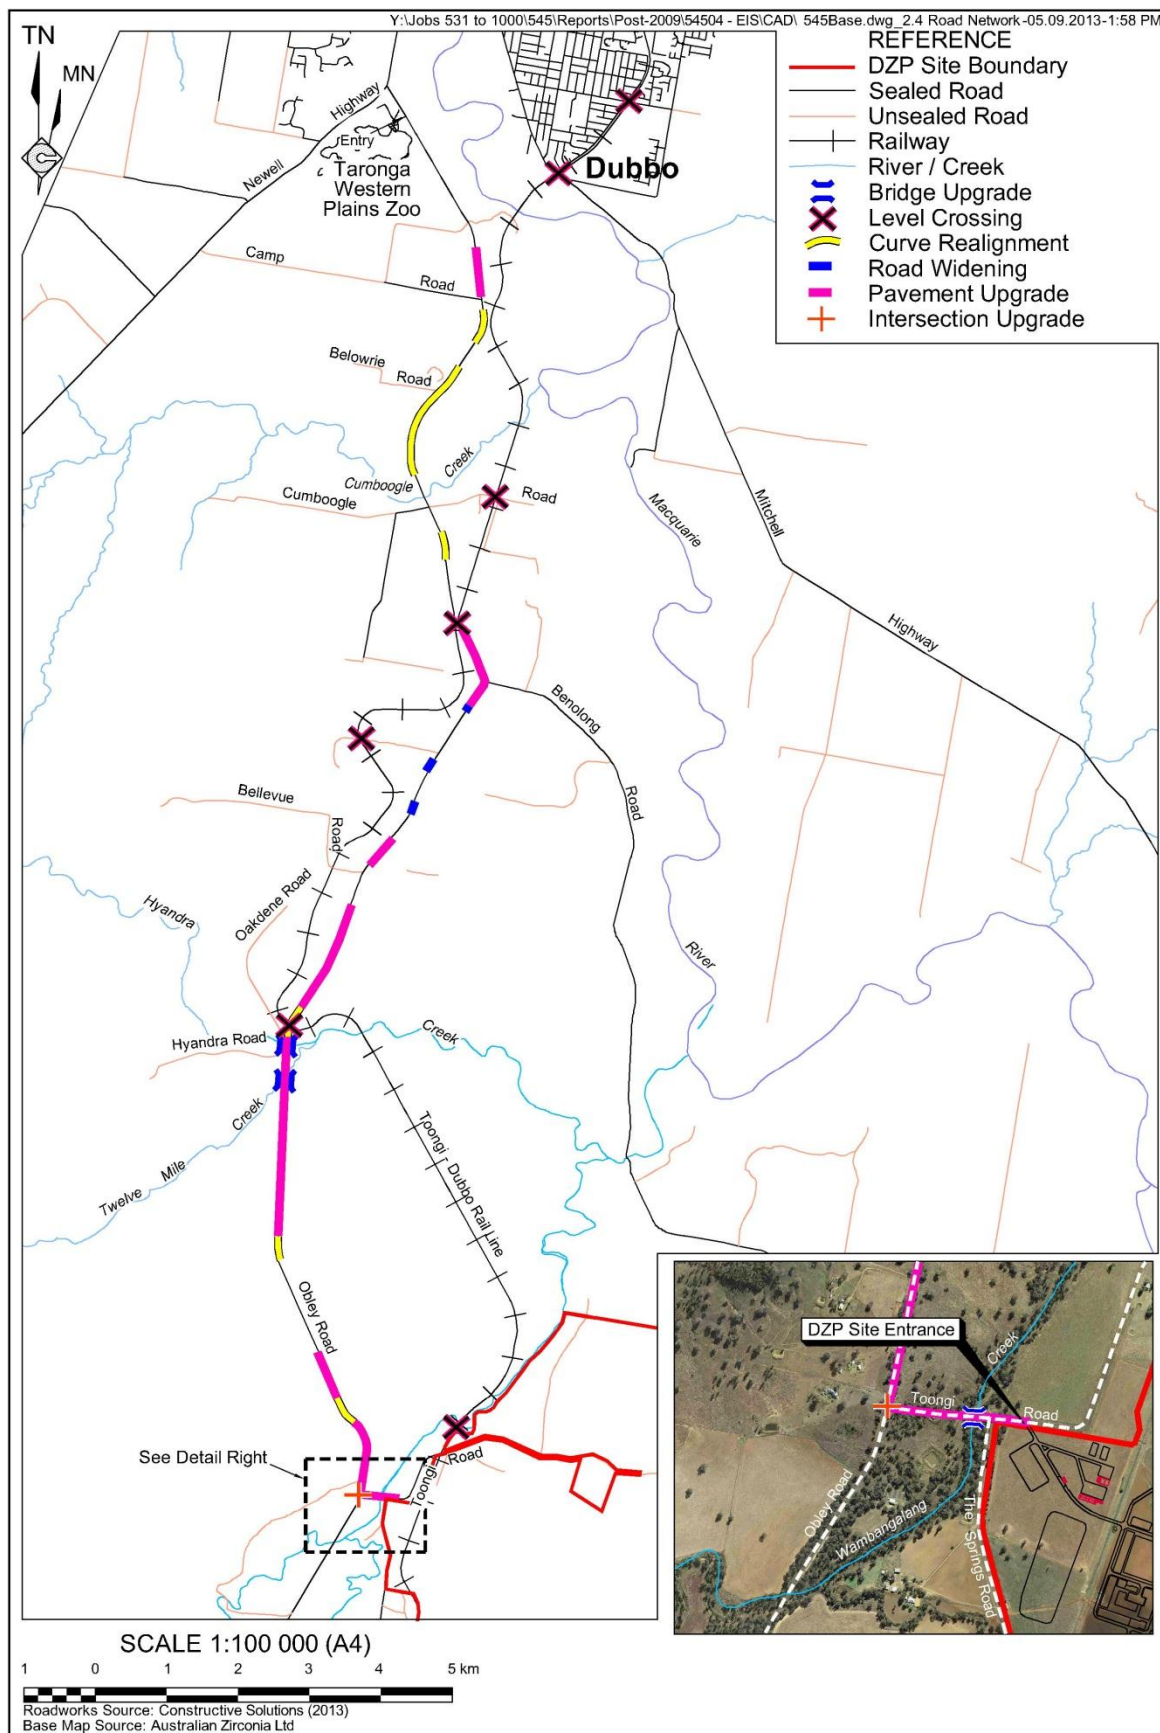 Y:\Jobs 531 to 1000\545\Reports\Post-2009\54504 - EIS\CAD\ 545Base.dwg_2.4 Road Network-05.09.2013-1:58 PM
TN
MN
REFERENCE
DZP Site Boundary
Sealed Road
Unsealed Road
Railway
River / Creek
Bridge Upgrade
Level Crossing
Curve Realignment
Road Widening
Pavement Upgrade
Intersection Upgrade
Newell Highway
Entry
Taronga
Western
Plains Zoo
Dubbo
Camp Road
Belowrie
Road
Cumboogle Creek
Cumboogle Road
Macquarie
River
Mitchell
Highway
Benolong
Road
Bellevue
Road
Oakdene Road
Hyandra
Creek
Hyandra Road
Twelve Mile Creek
Toongi - Dubbo Rail Line
Obley Road
See Detail Right
Toongi Road
DZP Site Entrance
Creek
Toongi Road
Obley Road
Wambangalang
The Springs Road
SCALE 1:100 000 (A4)
1 0 1 2 3 4 5 km
Roadworks Source: Constructive Solutions (2013)
Base Map Source: Australian Zirconia Ltd